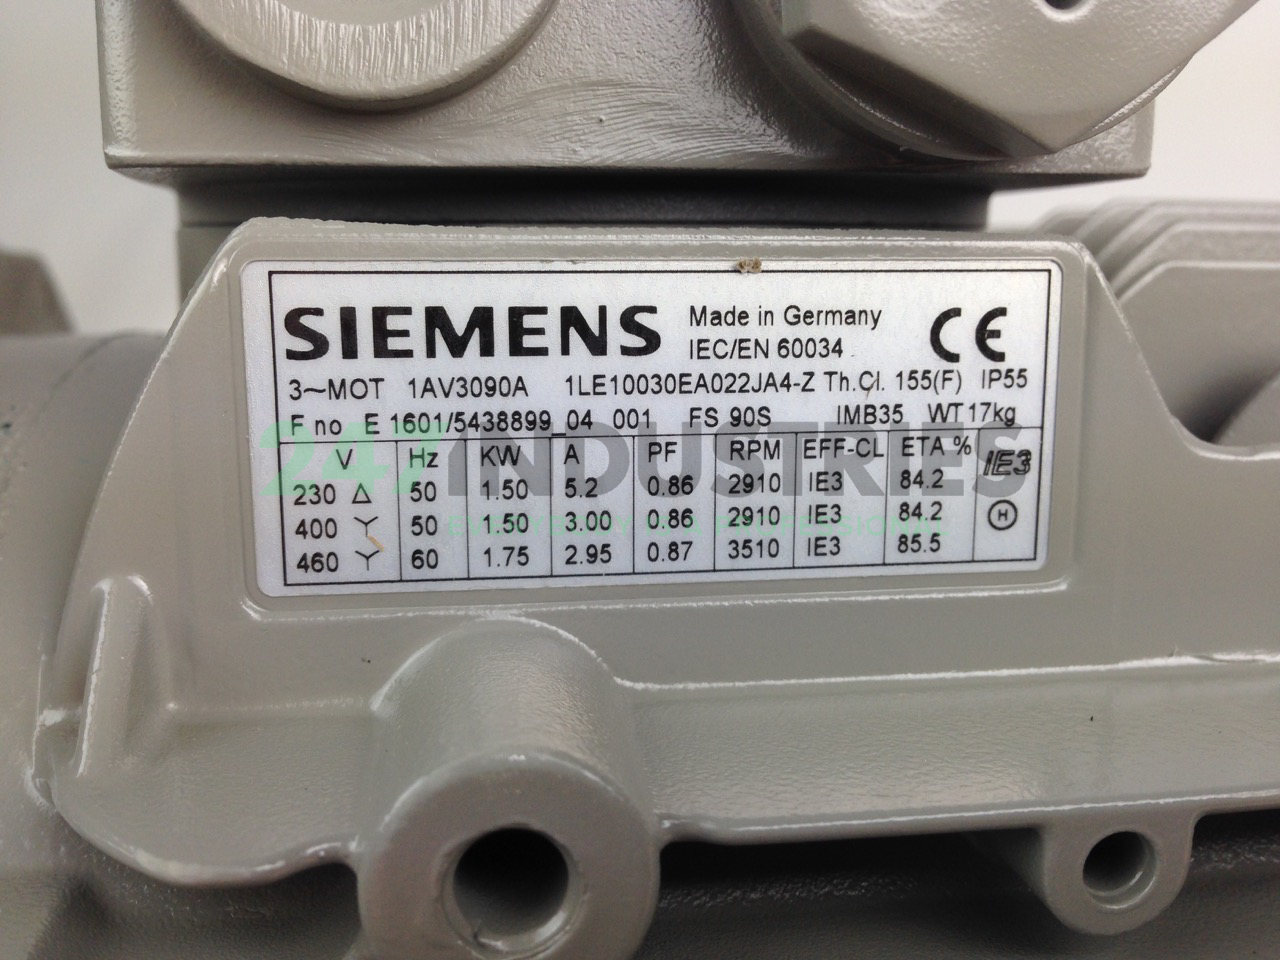 SIEMENS
Made in Germany
IEC/EN 60034
CE
3~MOT 1AV3090A 1LE10030EA022JA4-Z Th.Cl. 155(F) IP55
F no E 1601/5438899_04 001 FS 90S IMB35 WT 17kg
V Hz KW A PF RPM EFF-CL ETA % IE3
230 △ 50 1.50 5.2 0.86 2910 IE3 84.2
400 Y 50 1.50 3.00 0.86 2910 IE3 84.2 H
460 Y 60 1.75 2.95 0.87 3510 IE3 85.5
247INDUSTRIES